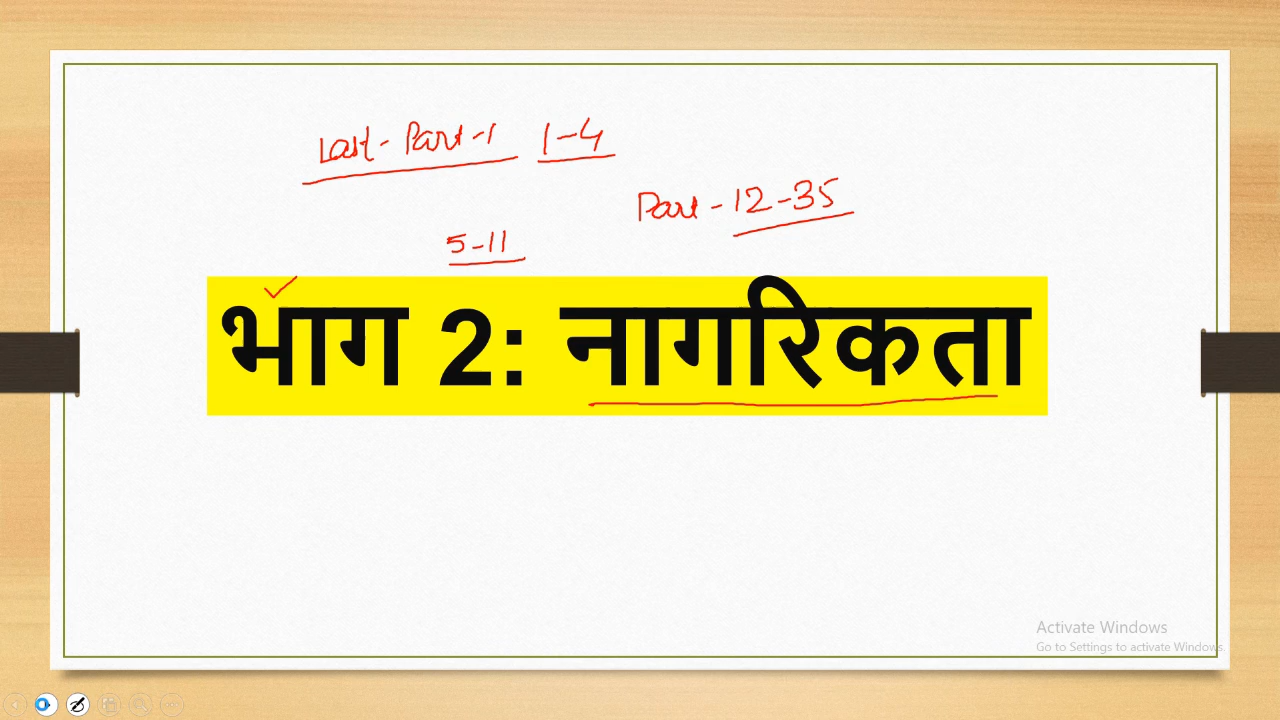 Last - Part - 1 1-4
Part - 12-35
5-11
भाग 2: नागरिकता
Activate Windows
Go to Settings to activate Windows.